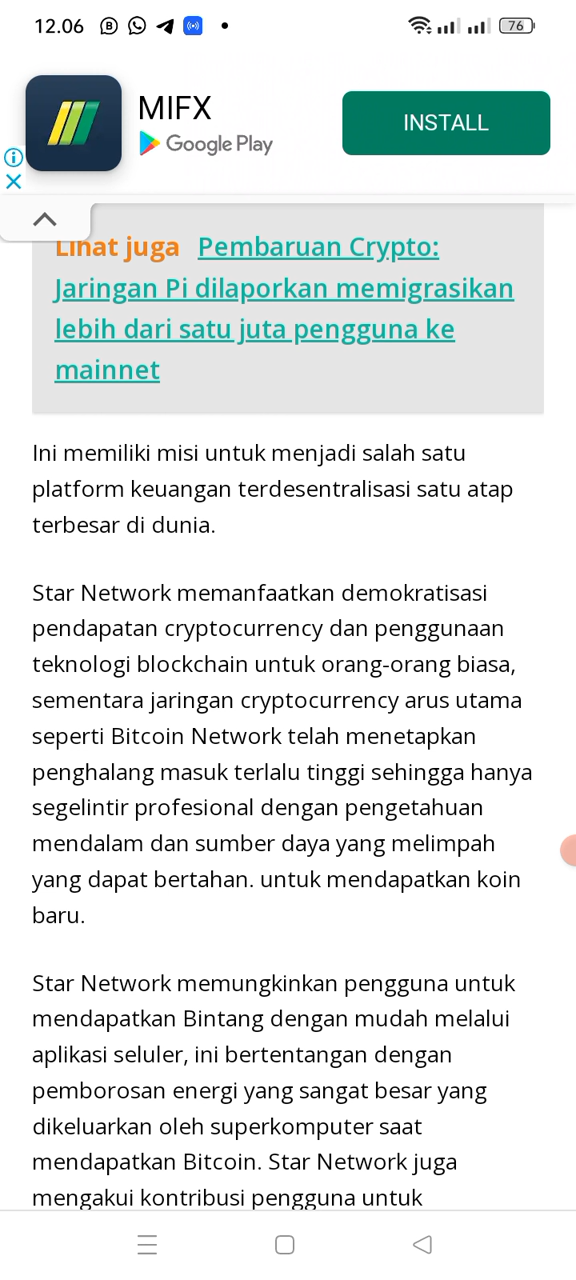 12.06
76
MIFX
Google Play
INSTALL
Lihat juga Pembaruan Crypto:
Jaringan Pi dilaporkan memigrasikan
lebih dari satu juta pengguna ke
mainnet
Ini memiliki misi untuk menjadi salah satu
platform keuangan terdesentralisasi satu atap
terbesar di dunia.
Star Network memanfaatkan demokratisasi
pendapatan cryptocurrency dan penggunaan
teknologi blockchain untuk orang-orang biasa,
sementara jaringan cryptocurrency arus utama
seperti Bitcoin Network telah menetapkan
penghalang masuk terlalu tinggi sehingga hanya
segelintir profesional dengan pengetahuan
mendalam dan sumber daya yang melimpah
yang dapat bertahan. untuk mendapatkan koin
baru.
Star Network memungkinkan pengguna untuk
mendapatkan Bintang dengan mudah melalui
aplikasi seluler, ini bertentangan dengan
pemborosan energi yang sangat besar yang
dikeluarkan oleh superkomputer saat
mendapatkan Bitcoin. Star Network juga
mengakui kontribusi pengguna untuk